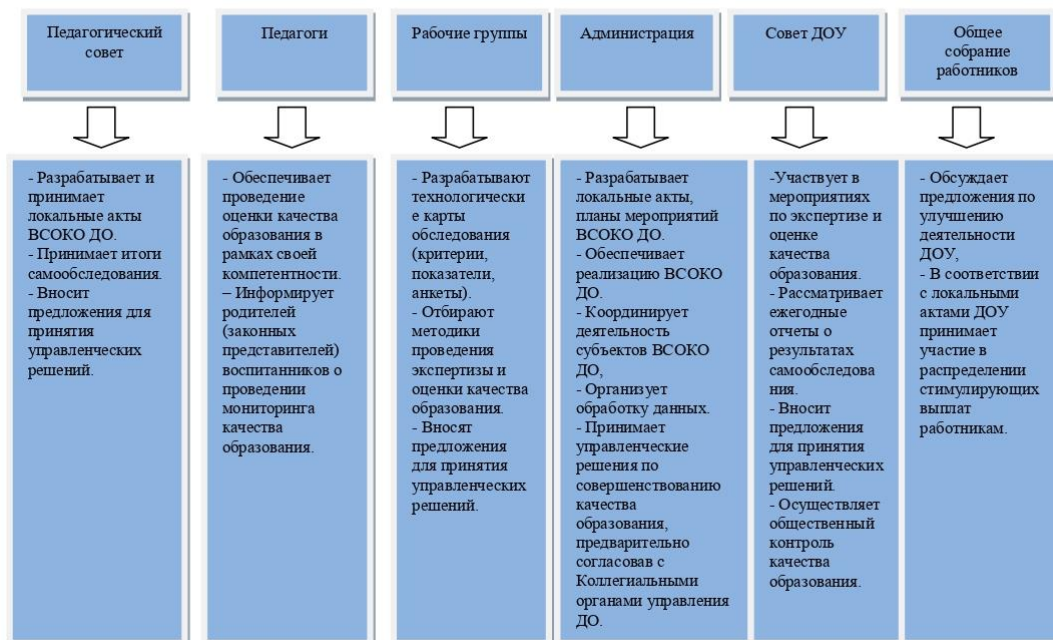 Педагогический
совет
Педагоги
Рабочие группы
Администрация
Совет ДОУ
Общее
собрание
работников
- Разрабатывает и
принимает
локальные акты
ВСОКО ДО.
- Принимает итоги
самообследования.
- Вносит
предложения для
принятия
управленческих
решений.
- Обеспечивает
проведение
оценки качества
образования в
рамках своей
компетентности.
– Информирует
родителей
(законных
представителей)
воспитанников о
проведении
мониторинга
качества
образования.
- Разрабатывают
технологически
е карты
обследования
(критерии,
показатели,
анкеты).
- Отбирают
методики
проведения
экспертизы и
оценки качества
образования.
- Вносят
предложения
для принятия
управленческих
решений.
- Разрабатывает
локальные акты,
планы мероприятий
ВСОКО ДО.
- Обеспечивает
реализацию ВСОКО
ДО.
- Координирует
деятельность
субъектов ВСОКО
ДО,
- Организует
обработку данных.
- Принимает
управленческие
решения по
совершенствованию
качества
образования,
предварительно
согласовав с
Коллегиальными
органами управления
ДО.
-Участвует в
мероприятиях
по экспертизе и
оценке
качества
образования.
- Рассматривает
ежегодные
отчеты о
результатах
самообследова
ния.
- Вносит
предложения
для принятия
управленческих
решений.
- Осуществляет
общественный
контроль
качества
образования.
- Обсуждает
предложения по
улучшению
деятельности
ДОУ,
- В соответствии
с локальными
актами ДОУ
принимает
участие в
распределении
стимулирующих
выплат
работникам.